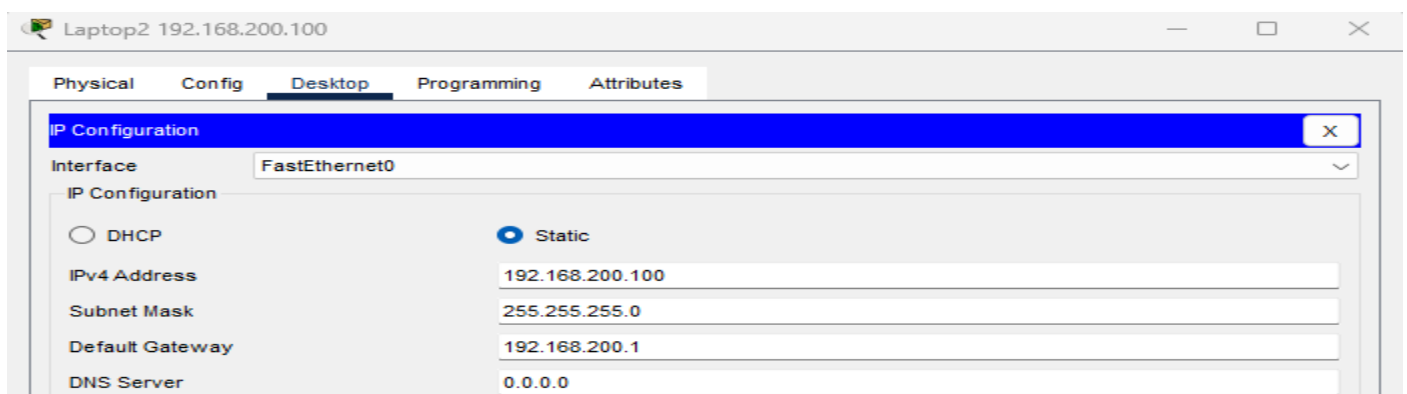 Laptop2 192.168.200.100
Physical Config Desktop Programming Attributes
IP Configuration X
Interface FastEthernet0
IP Configuration
DHCP Static
IPv4 Address 192.168.200.100
Subnet Mask 255.255.255.0
Default Gateway 192.168.200.1
DNS Server 0.0.0.0